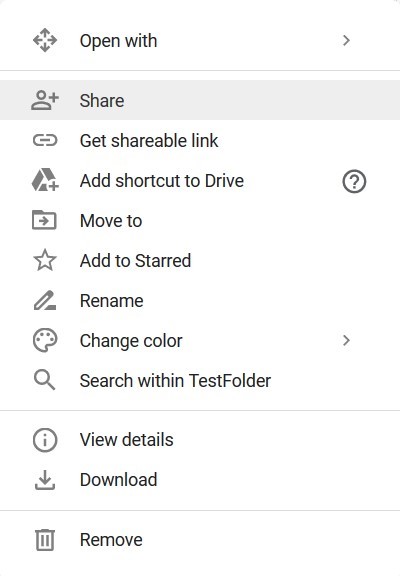 Open with
Share
Get shareable link
Add shortcut to Drive
Move to
Add to Starred
Rename
Change color
Search within TestFolder
View details
Download
Remove